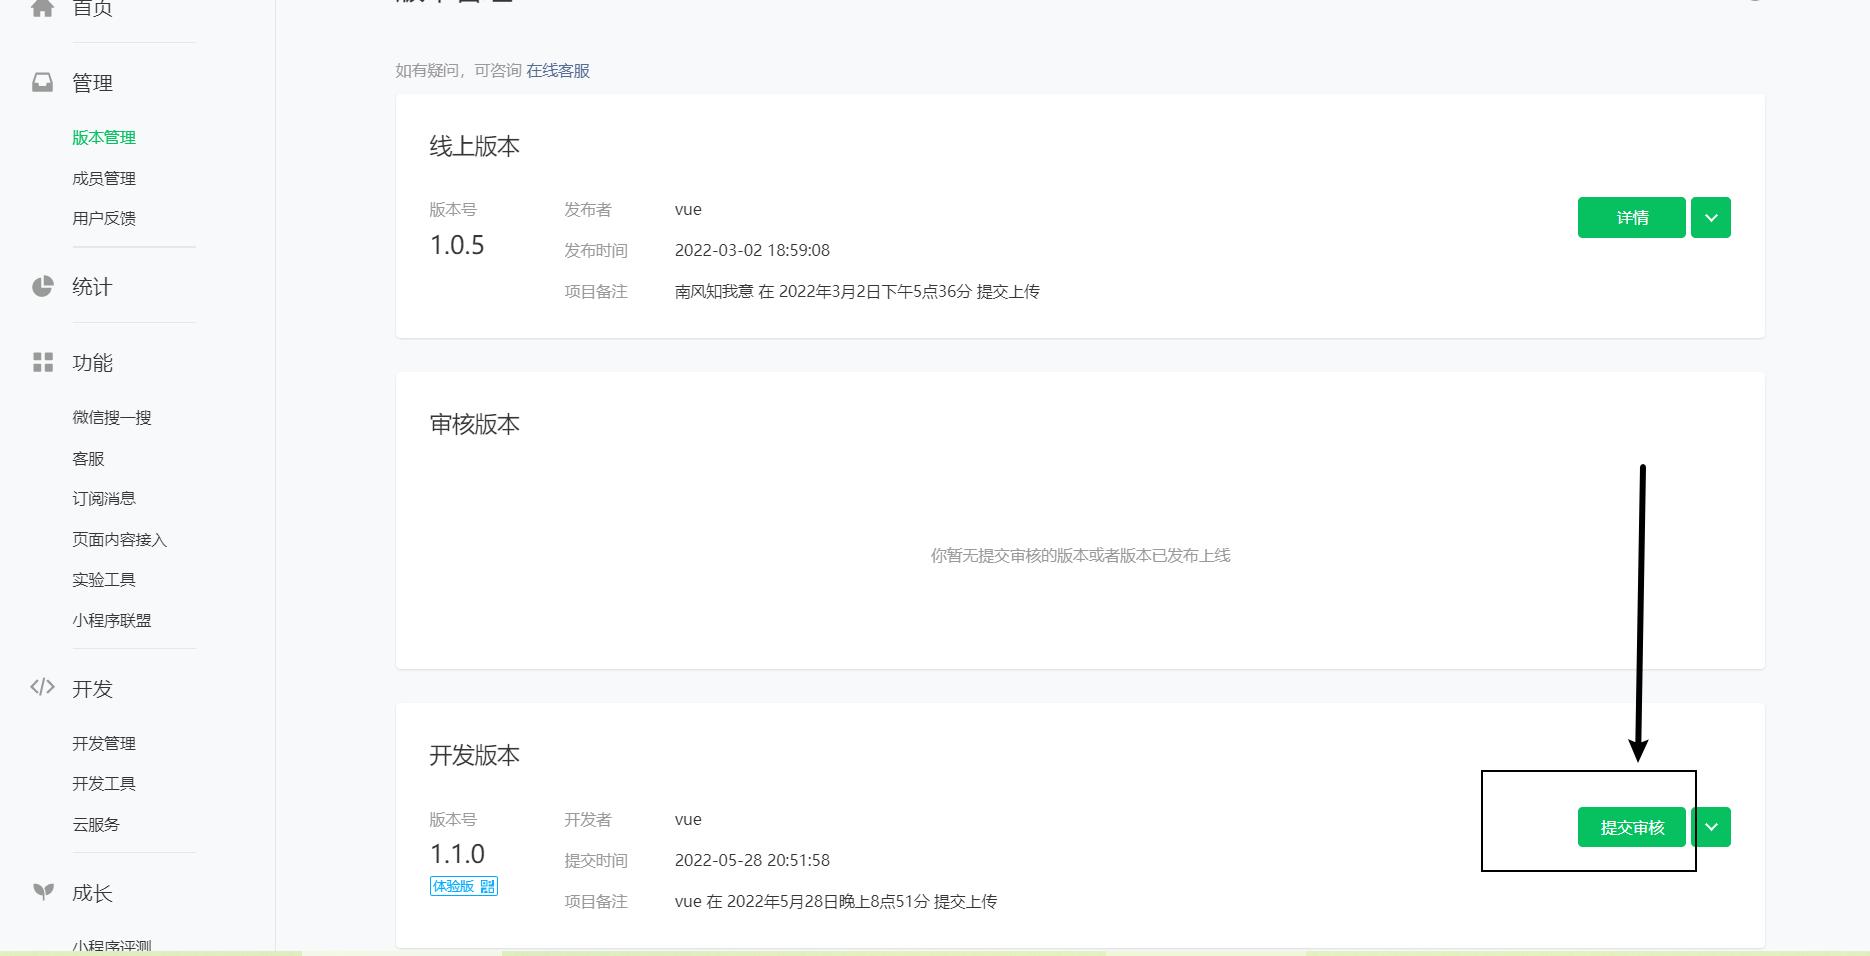 首页
管理
版本管理
成员管理
用户反馈
统计
功能
微信搜一搜
客服
订阅消息
页面内容接入
实验工具
小程序联盟
开发
开发管理
开发工具
云服务
成长
小程序评测
版本管理
如有疑问，可咨询 在线客服
线上版本
版本号
1.0.5
发布者 vue
发布时间 2022-03-02 18:59:08
项目备注 南风知我意 在 2022年3月2日下午5点36分 提交上传
详情
审核版本
你暂无提交审核的版本或者版本已发布上线
开发版本
版本号
1.1.0
体验版
开发者 vue
提交时间 2022-05-28 20:51:58
项目备注 vue 在 2022年5月28日晚上8点51分 提交上传
提交审核